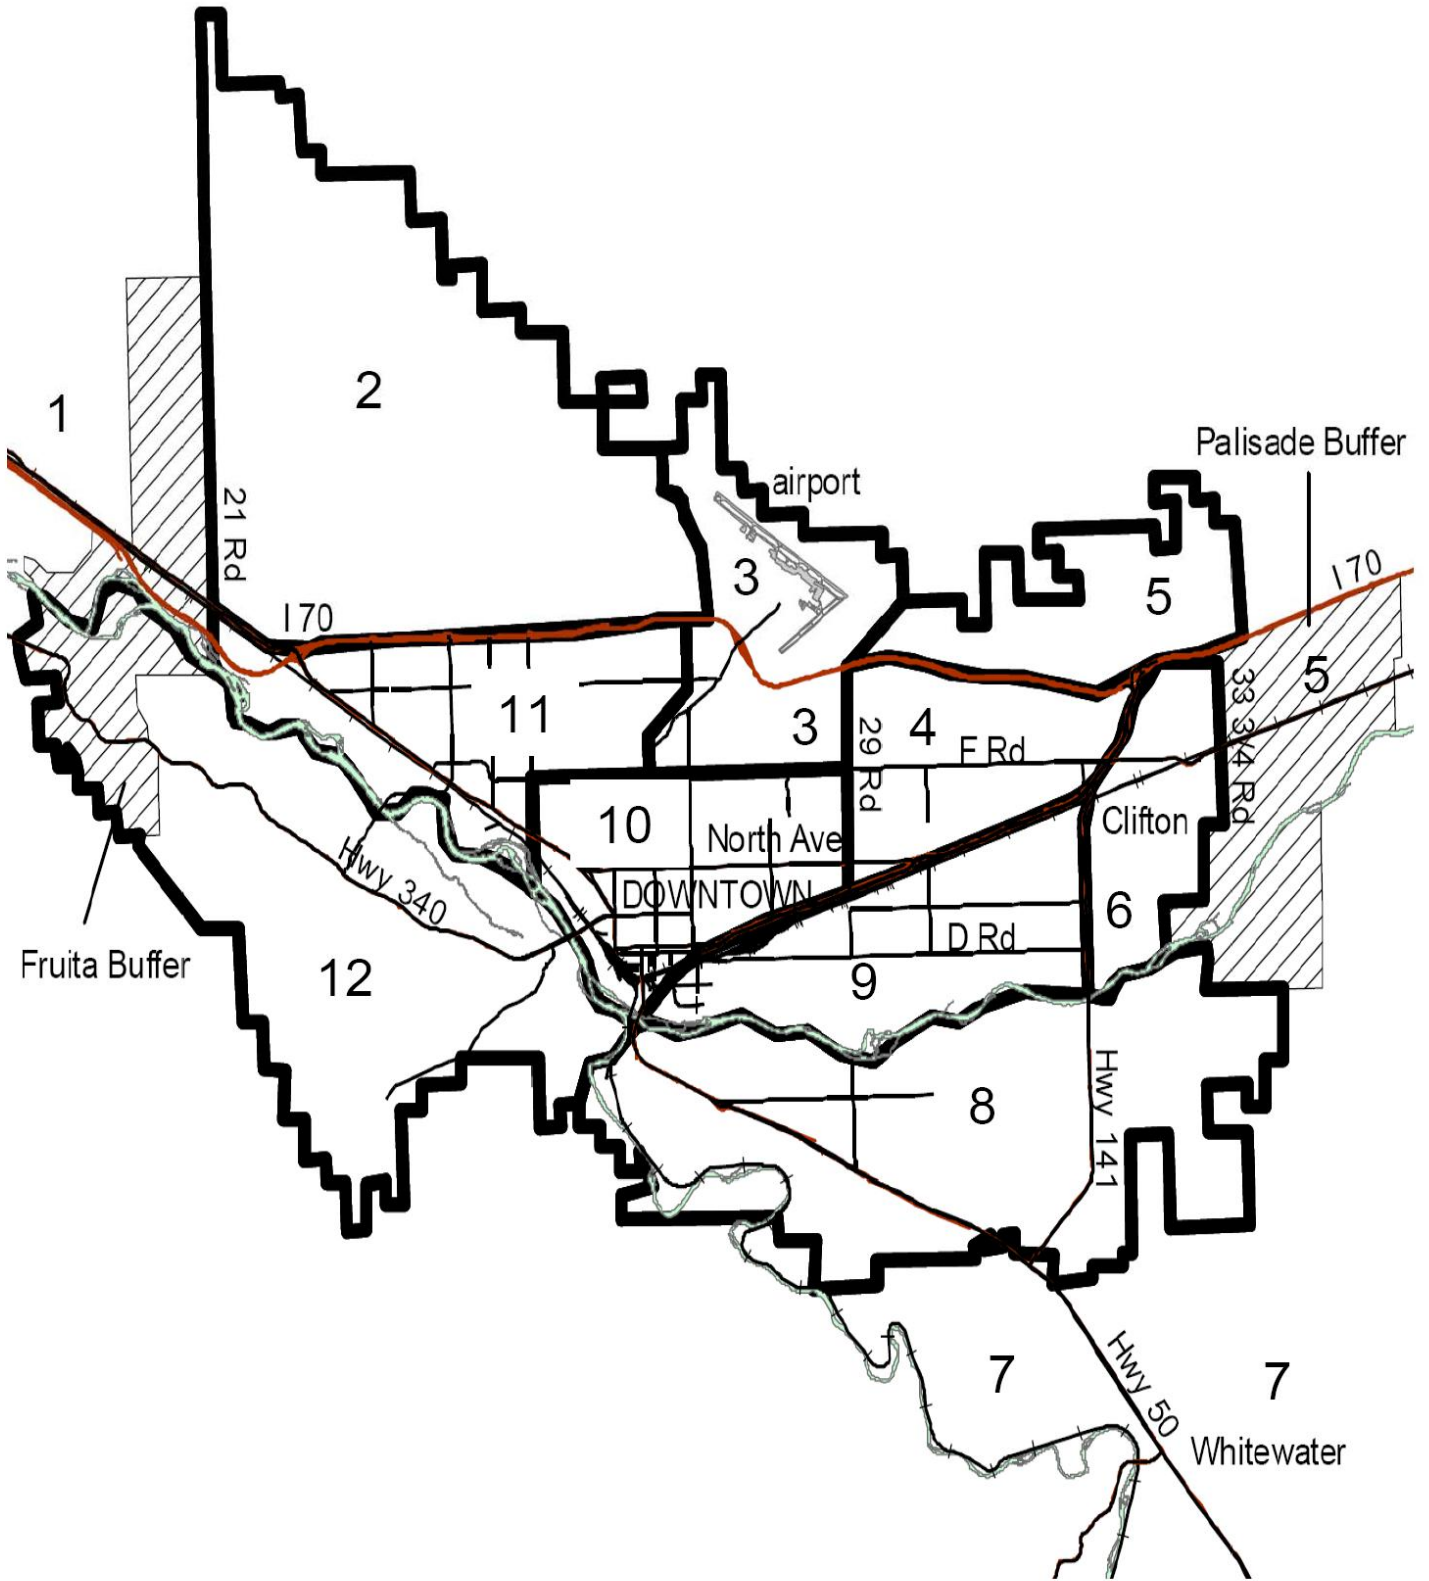 1
2
Palisade Buffer
airport
21 Rd
3
5
I 70
I 70
5
11
3
29 Rd
4
F Rd
33 3/4 Rd
10
North Ave
Clifton
Hwy 340
DOWNTOWN
6
D Rd
Fruita Buffer
12
9
8
Hwy 141
7
Hwy 50
7
Whitewater